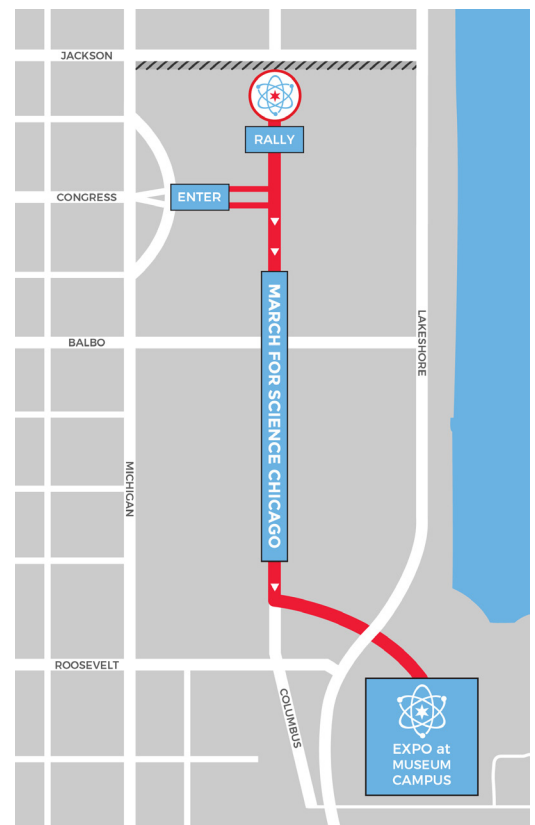 JACKSON
RALLY
CONGRESS
ENTER
MARCH FOR SCIENCE CHICAGO
BALBO
LAKESHORE
MICHIGAN
ROOSEVELT
COLUMBUS
EXPO at
MUSEUM
CAMPUS